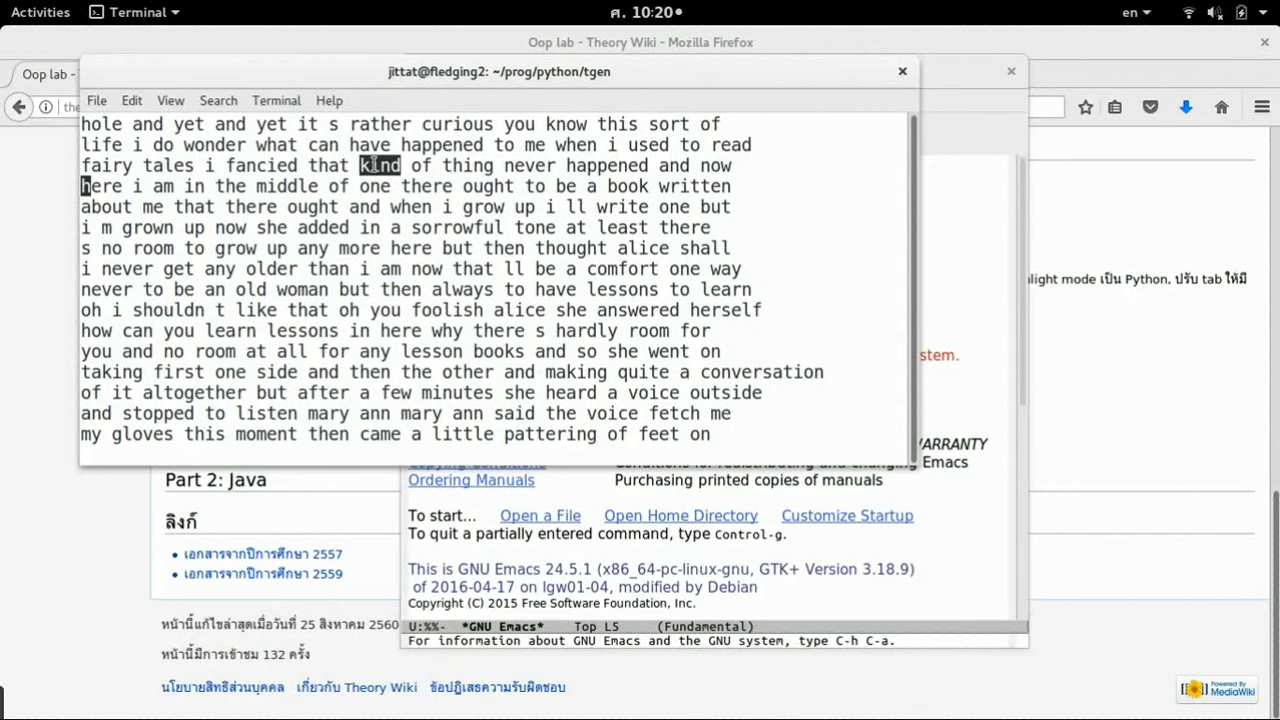 Activities
Terminal
ศ. 10:20
en
Oop lab - Theory Wiki - Mozilla Firefox
Oop lab -
jittat@fledging2: ~/prog/python/tgen
File Edit View Search Terminal Help
hole and yet and yet it s rather curious you know this sort of
life i do wonder what can have happened to me when i used to read
fairy tales i fancied that kind of thing never happened and now
here i am in the middle of one there ought to be a book written
about me that there ought and when i grow up i ll write one but
i m grown up now she added in a sorrowful tone at least there
s no room to grow up any more here but then thought alice shall
i never get any older than i am now that ll be a comfort one way
never to be an old woman but then always to have lessons to learn
oh i shouldn t like that oh you foolish alice she answered herself
how can you learn lessons in here why there s hardly room for
you and no room at all for any lesson books and so she went on
taking first one side and then the other and making quite a conversation
of it altogether but after a few minutes she heard a voice outside
and stopped to listen mary ann mary ann said the voice fetch me
my gloves this moment then came a little pattering of feet on
light mode เป็น Python, ปรับ tab ให้มี
stem.
WARRANTY
Emacs
Ordering Manuals Purchasing printed copies of manuals
To start... Open a File Open Home Directory Customize Startup
To quit a partially entered command, type Control-g.
This is GNU Emacs 24.5.1 (x86_64-pc-linux-gnu, GTK+ Version 3.18.9)
of 2016-04-17 on lgw01-04, modified by Debian
Copyright (C) 2015 Free Software Foundation, Inc.
U:%%- *GNU Emacs* Top L5 (Fundamental)
For information about GNU Emacs and the GNU system, type C-h C-a.
Part 2: Java
ลิงก์
เอกสารจากปีการศึกษา 2557
เอกสารจากปีการศึกษา 2559
หน้านี้แก้ไขล่าสุดเมื่อวันที่ 25 สิงหาคม 2560
หน้านี้มีการเข้าชม 132 ครั้ง
นโยบายสิทธิส่วนบุคคล เกี่ยวกับ Theory Wiki ข้อปฏิเสธความรับผิดชอบ
Powered By
MediaWiki